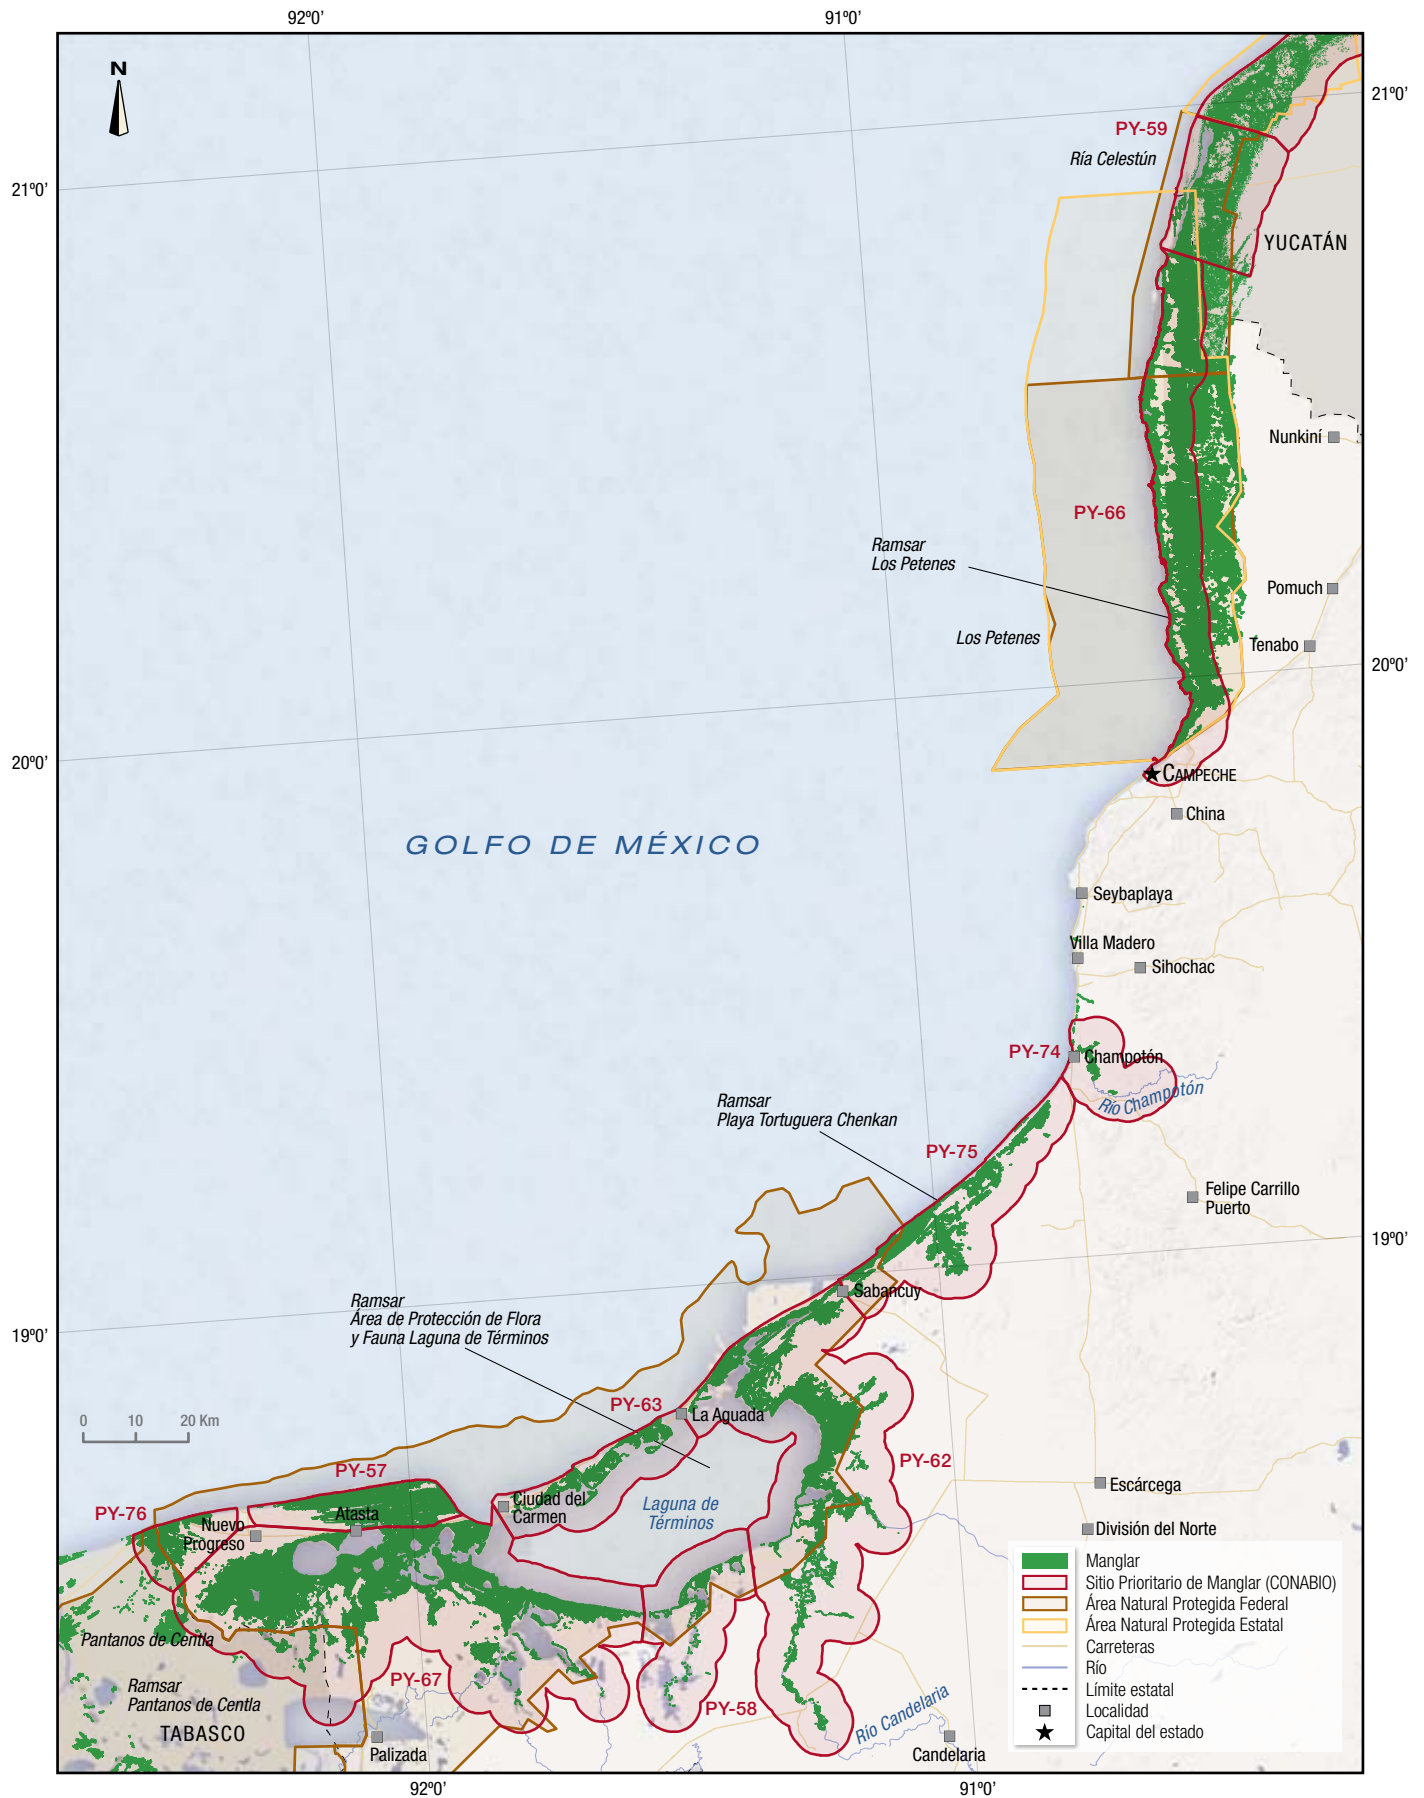 92º0'
91º0'
N
21º0'
PY-59
Ría Celestún
21º0'
YUCATÁN
Nunkiní
PY-66
Ramsar
Los Petenes
Pomuch
Los Petenes
Tenabo
20º0'
20º0'
CAMPECHE
China
GOLFO DE MÉXICO
Seybaplaya
Villa Madero
Sihochac
PY-74
Champotón
Río Champotón
Ramsar
Playa Tortuguera Chenkan
PY-75
Felipe Carrillo
Puerto
19º0'
Sabancuy
Ramsar
Área de Protección de Flora
y Fauna Laguna de Términos
19º0'
PY-63
La Aguada
0 10 20 Km
PY-62
PY-57
Escárcega
PY-76
Atasta
Ciudad del
Carmen
Laguna de
Términos
Nuevo
Progreso
División del Norte
Manglar
Sitio Prioritario de Manglar (CONABIO)
Área Natural Protegida Federal
Área Natural Protegida Estatal
Carreteras
Río
Límite estatal
Localidad
Capital del estado
Pantanos de Centla
PY-67
Ramsar
Pantanos de Centla
PY-58
TABASCO
Río Candelaria
Palizada
Candelaria
92º0'
91º0'